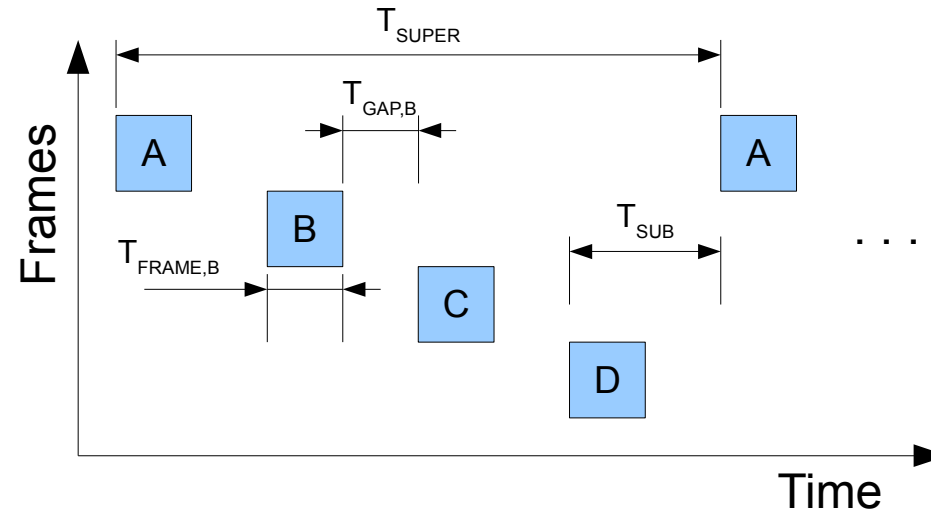 T_SUPER
T_GAP,B
A
A
Frames
B
T_SUB
T_FRAME,B
. . .
C
D
Time